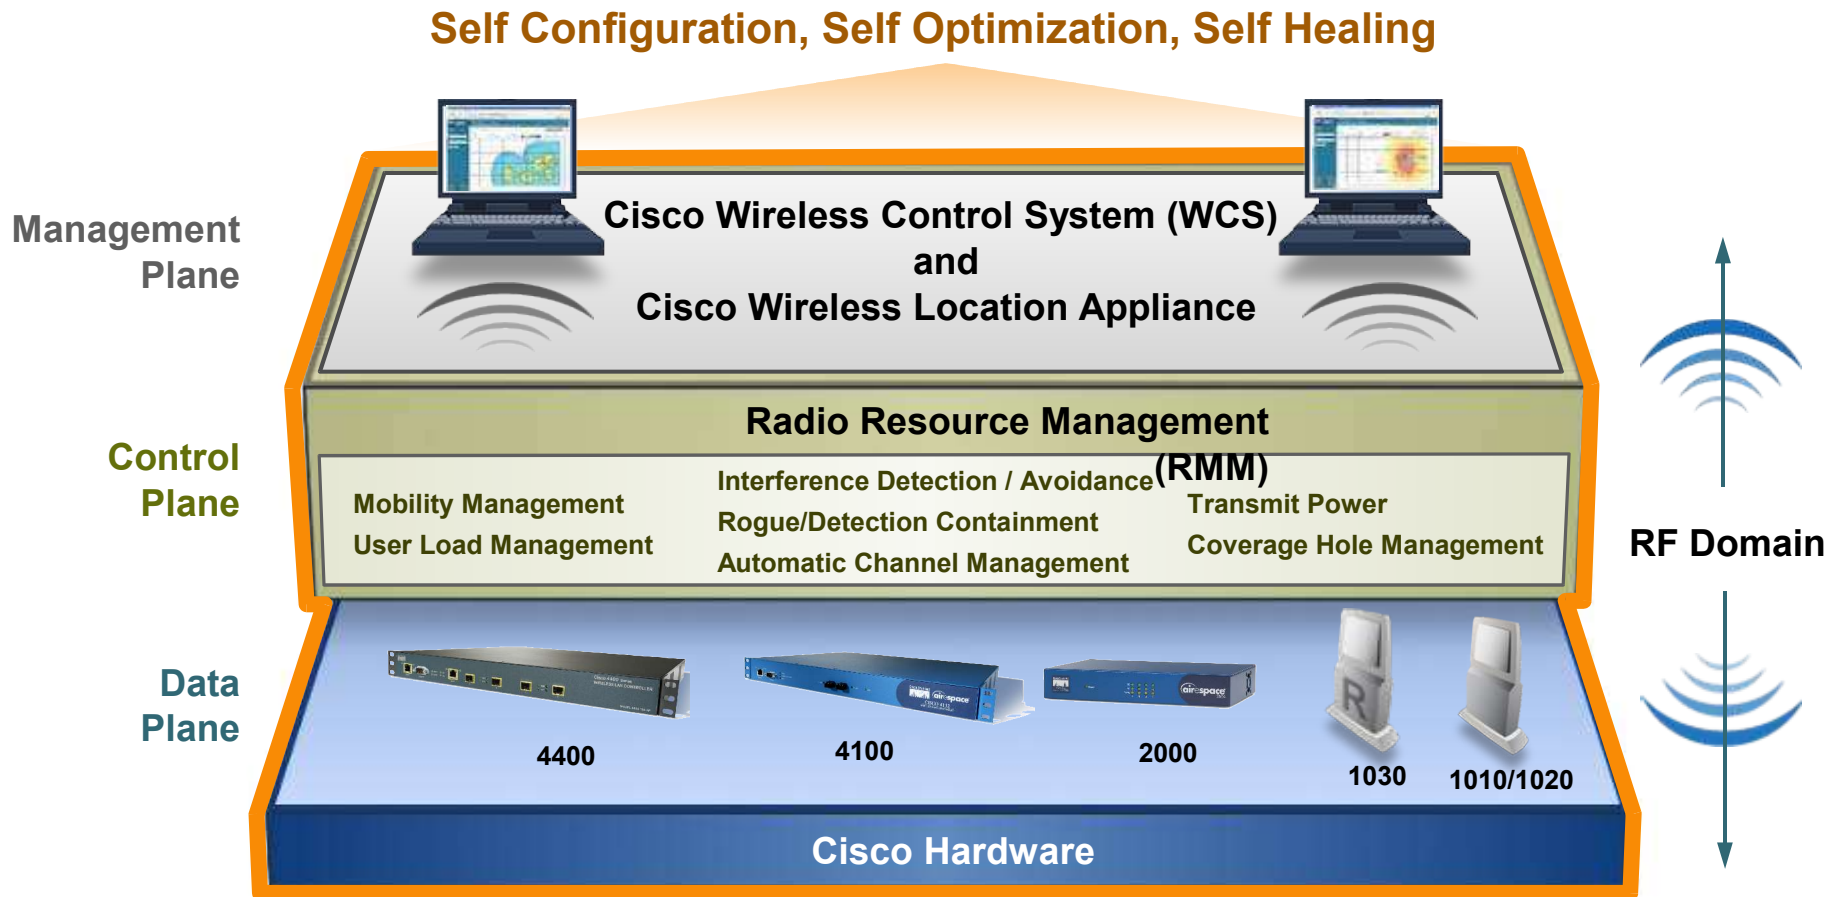 Self Configuration, Self Optimization, Self Healing
Management
Plane
Cisco Wireless Control System (WCS)
and
Cisco Wireless Location Appliance
Control
Plane
Radio Resource Management
(RMM)
Mobility Management
User Load Management
Interference Detection / Avoidance
Rogue/Detection Containment
Automatic Channel Management
Transmit Power
Coverage Hole Management
RF Domain
Data
Plane
airespace
airespace
R
4400
4100
2000
1030
1010/1020
Cisco Hardware